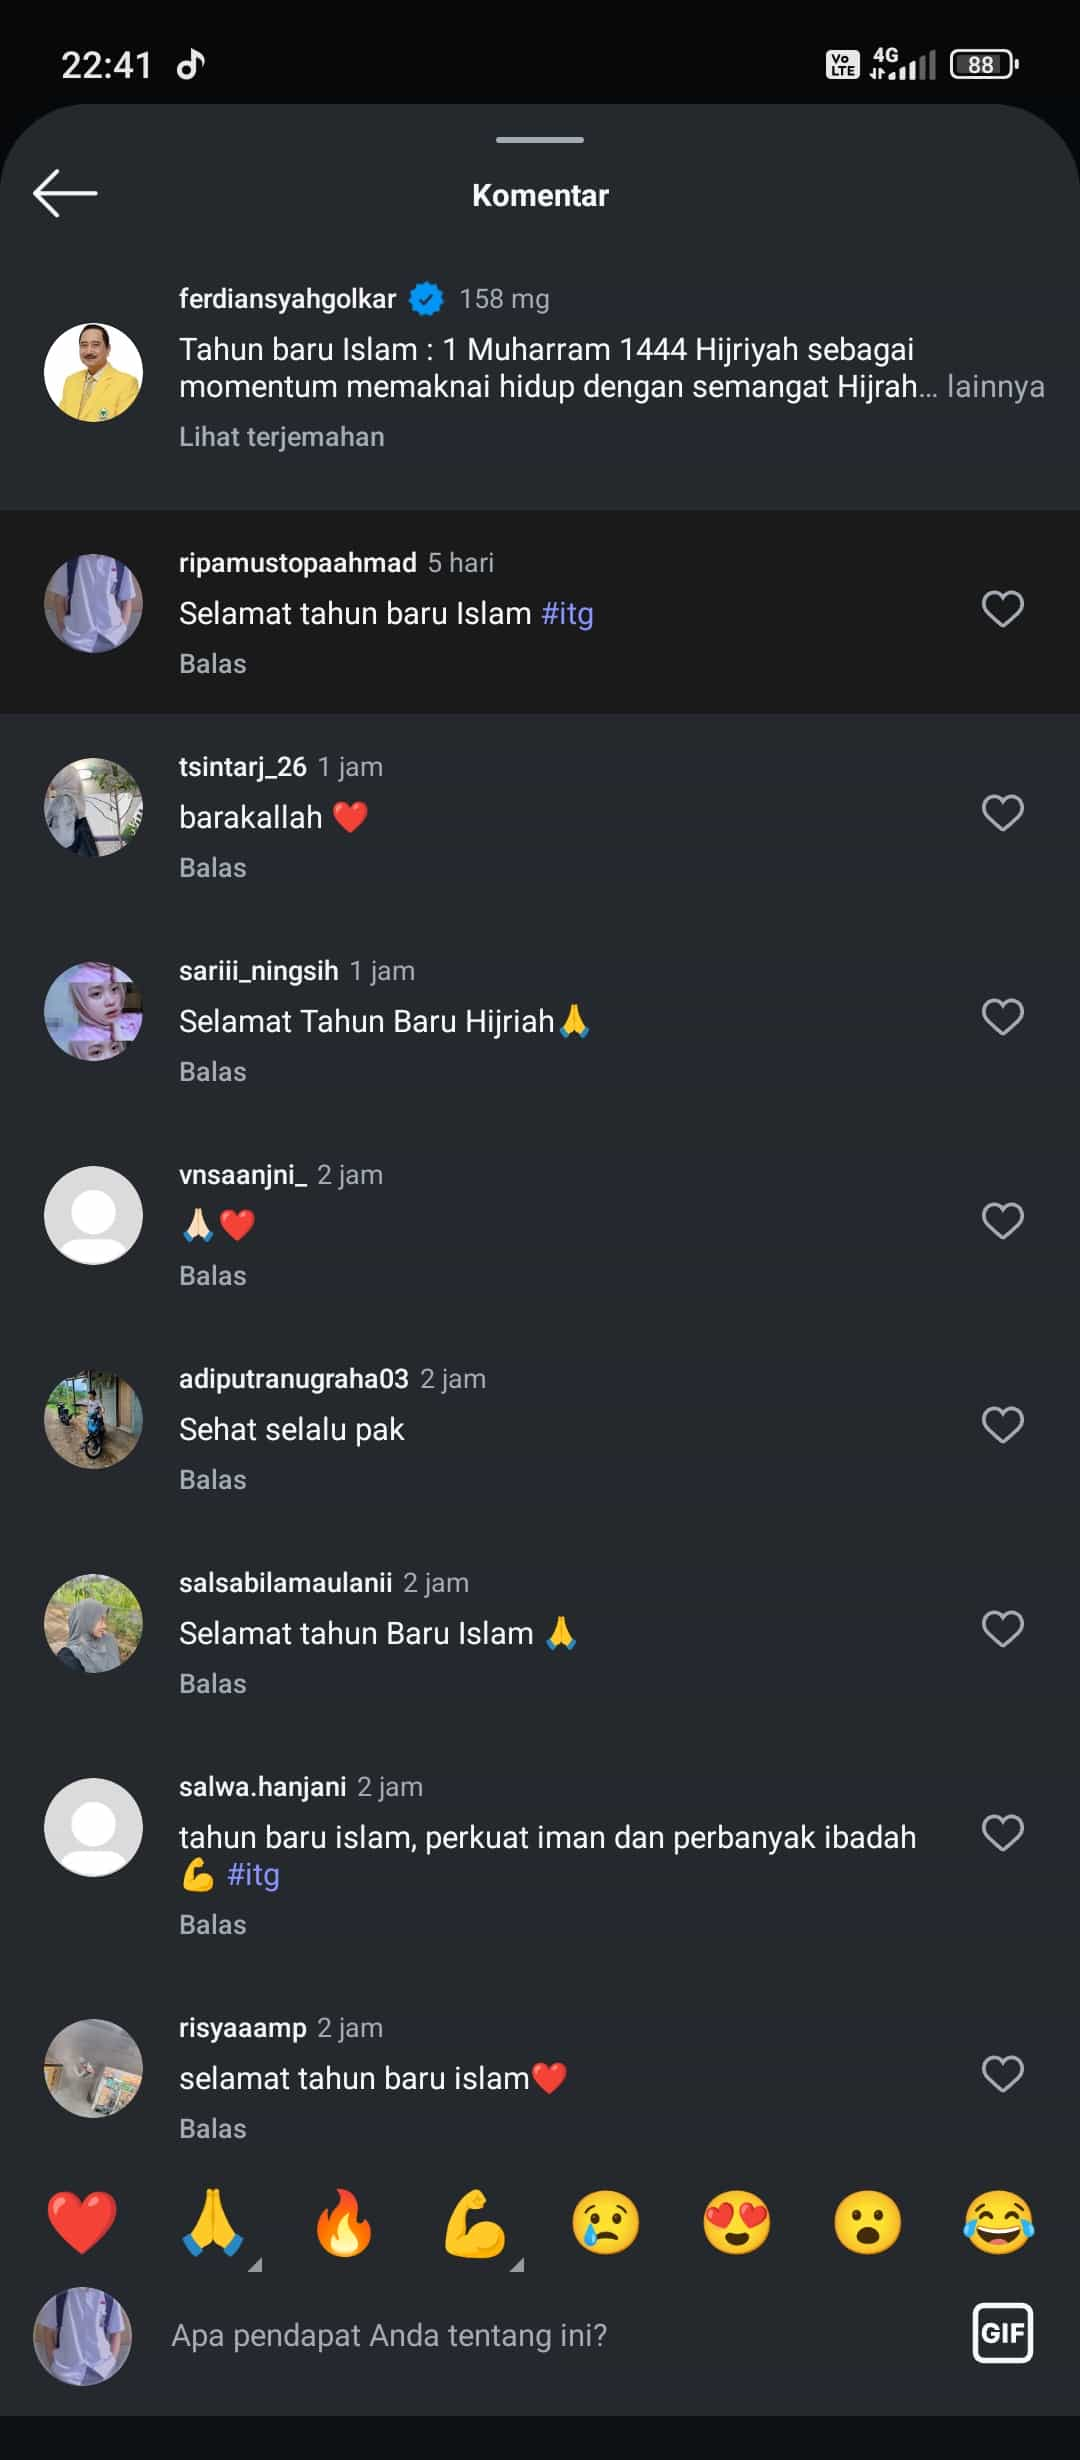 22:41
Vo LTE 4G 88
Komentar
ferdiansyahgolkar 158 mg
Tahun baru Islam : 1 Muharram 1444 Hijriyah sebagai
momentum memaknai hidup dengan semangat Hijrah... lainnya
Lihat terjemahan
ripamustopaahmad 5 hari
Selamat tahun baru Islam #itg
Balas
tsintarj_26 1 jam
barakallah ❤️
Balas
sariii_ningsih 1 jam
Selamat Tahun Baru Hijriah🙏
Balas
vnsaanjni_ 2 jam
🙏🏻❤️
Balas
adiputranugraha03 2 jam
Sehat selalu pak
Balas
salsabilamaulanii 2 jam
Selamat tahun Baru Islam 🙏
Balas
salwa.hanjani 2 jam
tahun baru islam, perkuat iman dan perbanyak ibadah
💪 #itg
Balas
risyaaamp 2 jam
selamat tahun baru islam❤️
Balas
❤️ 🙏 🔥 💪 😢 😍 😮 😂
Apa pendapat Anda tentang ini? GIF